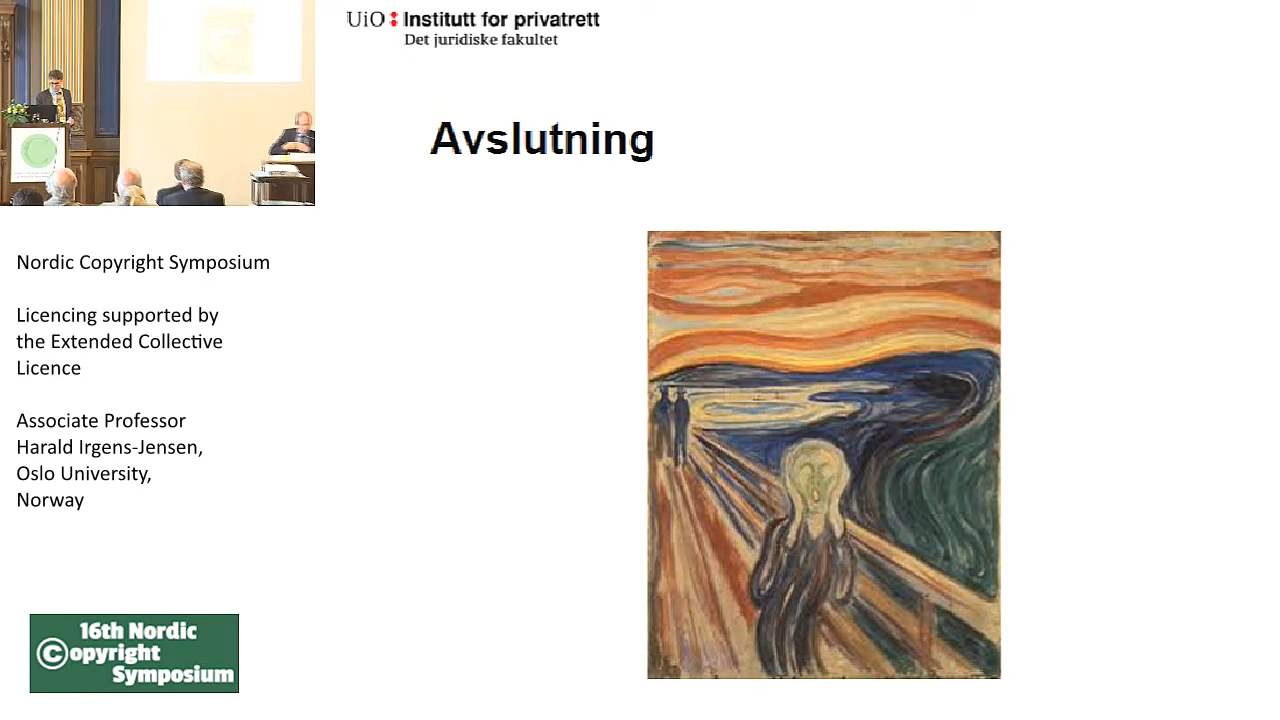 UiO: Institutt for privatrett
Det juridiske fakultet
Avslutning
Nordic Copyright Symposium
Licencing supported by
the Extended Collective
Licence
Associate Professor
Harald Irgens-Jensen,
Oslo University,
Norway
16th Nordic
©opyright
Symposium